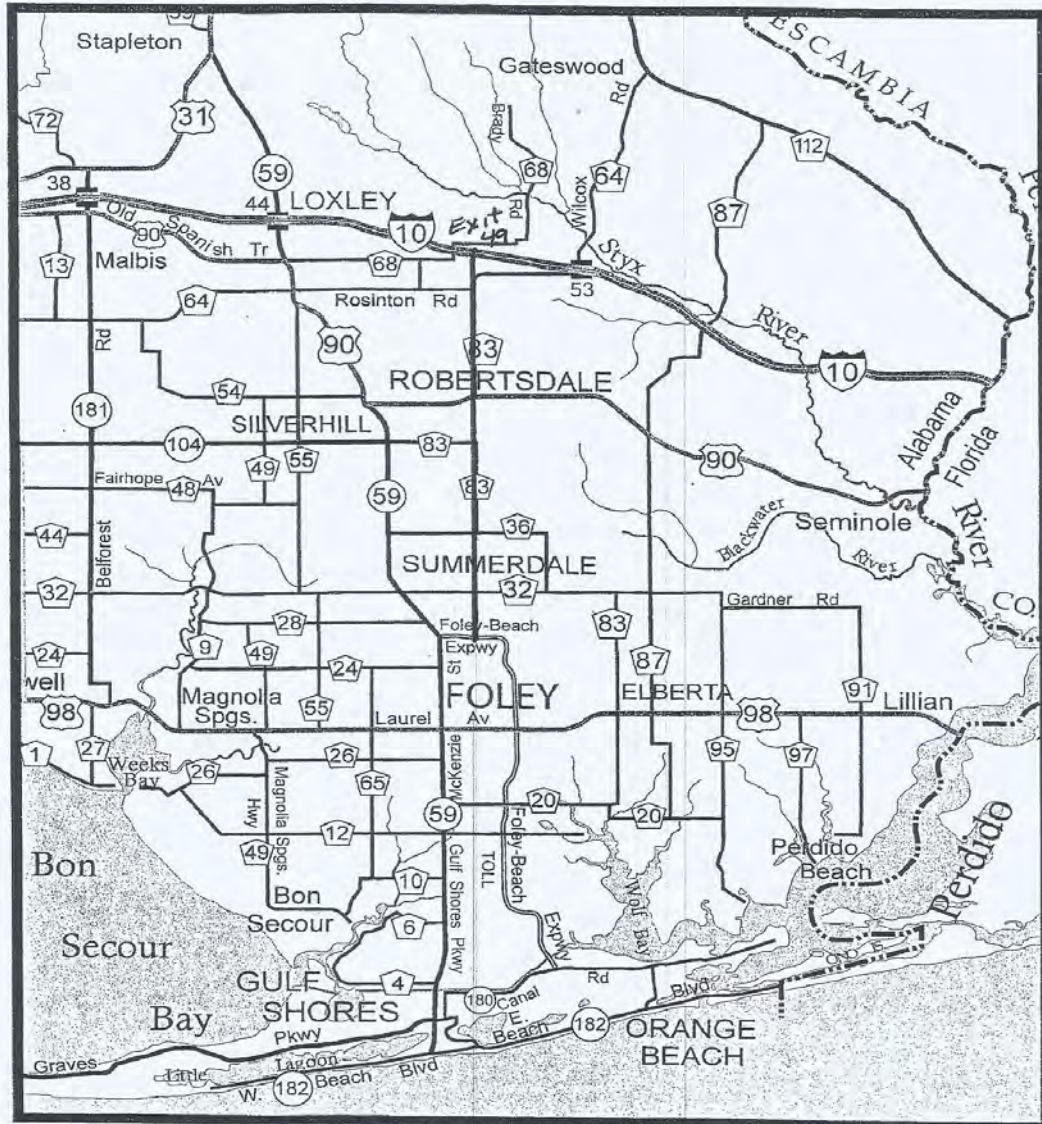 59
Stapleton
ESCAMBIA
Gateswood
Rd
72
31
Brady
112
59
68
64
38
44
LOXLEY
Rd
Wilcox
87
Exit
49
10
Old
Spanish
Tr
90
68
Styx
13
Malbis
53
64
Rosinton Rd
River
90
83
Rd
10
ROBERTSDALE
181
54
SILVERHILL
Alabama
Florida
104
83
49
55
90
Fairhope
48
Av
59
83
Seminole
River
44
36
Blackwater
River
Belforest
SUMMERDALE
32
32
CO.
Gardner Rd
28
Foley-Beach
Expwy
83
9
49
24
24
St
87
well
Magnolia
Spgs.
55
FOLEY
ELBERTA
91
Lillian
98
Laurel Av
98
1
27
Weeks
Bay
26
26
Mckenzie
95
97
Magnolia Spgs.
Hwy
65
20
20
59
12
Foley-Beach
Expwy
TOLL
49
Perdido
Beach
Perdido
Bon
Secour
Bay
10
Bon
Secour
Gulf Shores Pkwy
Wolf Bay
6
GULF
SHORES
4
Rd
180
Canal
Blvd
E.
Beach
182
ORANGE
BEACH
Pkwy
Graves
Little
Lagoon
W.
Beach
Blvd
182